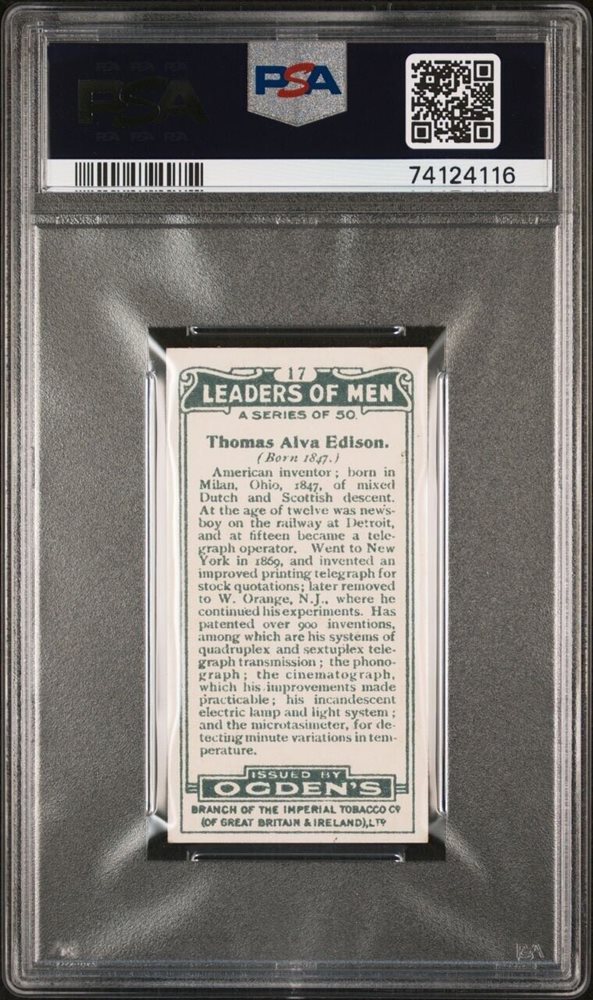 PSA
74124116
17
LEADERS OF MEN
A SERIES OF 50.
Thomas Alva Edison.
(Born 1847.)
American inventor; born in
Milan, Ohio, 1847, of mixed
Dutch and Scottish descent.
At the age of twelve was news-
boy on the railway at Detroit,
and at fifteen became a tele-
graph operator. Went to New
York in 1869, and invented an
improved printing telegraph for
stock quotations; later removed
to W. Orange, N.J., where he
continued his experiments. Has
patented over 900 inventions,
among which are his systems of
quadruplex and sextuplex tele-
graph transmission; the phono-
graph; the cinematograph,
which his improvements made
practicable; his incandescent
electric lamp and light system;
and the microtasimeter, for de-
tecting minute variations in tem-
perature.
ISSUED BY
OGDEN'S
BRANCH OF THE IMPERIAL TOBACCO Co
(OF GREAT BRITAIN & IRELAND), LTD